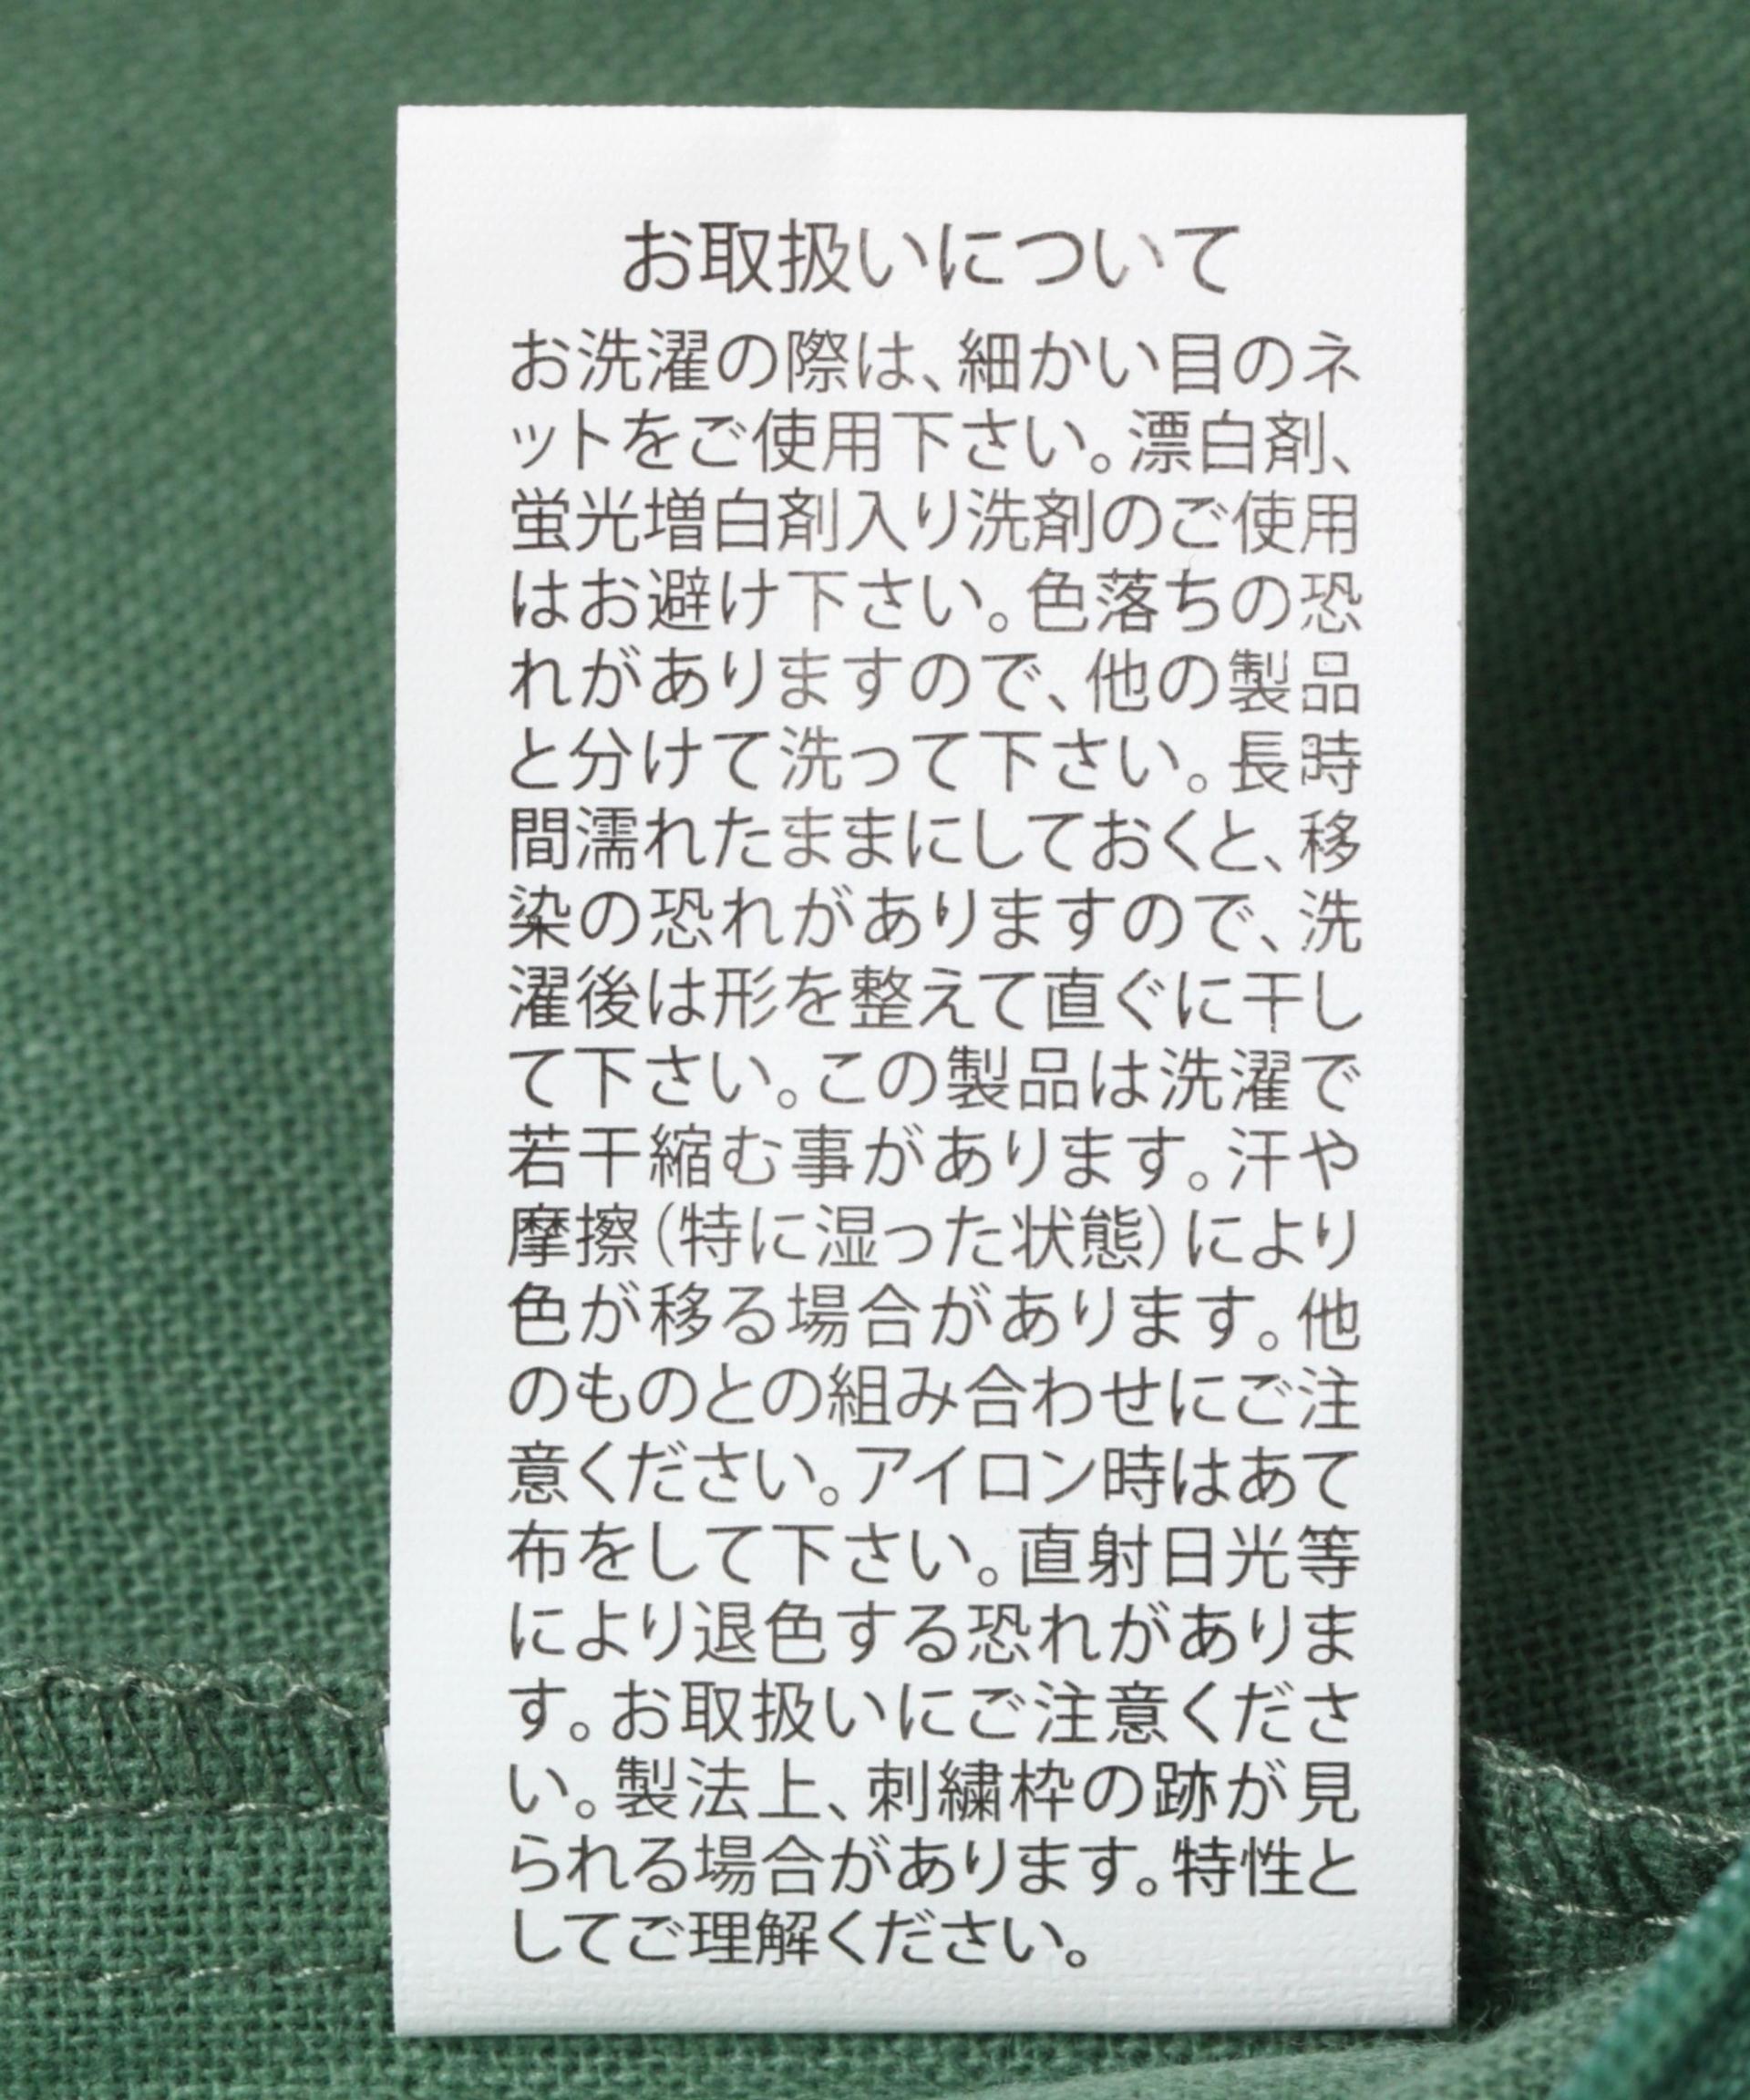 お取扱いについて
お洗濯の際は、細かい目のネ
ットをご使用下さい。漂白剤、
蛍光増白剤入り洗剤のご使用
はお避け下さい。色落ちの恐
れがありますので、他の製品
と分けて洗って下さい。長時
間濡れたままにしておくと、移
染の恐れがありますので、洗
濯後は形を整えて直ぐに干し
て下さい。この製品は洗濯で
若干縮む事があります。汗や
摩擦（特に湿った状態）により
色が移る場合があります。他
のものとの組み合わせにご注
意ください。アイロン時はあて
布をして下さい。直射日光等
により退色する恐れがありま
す。お取扱いにご注意くださ
い。製法上、刺繍枠の跡が見
られる場合があります。特性と
してご理解ください。